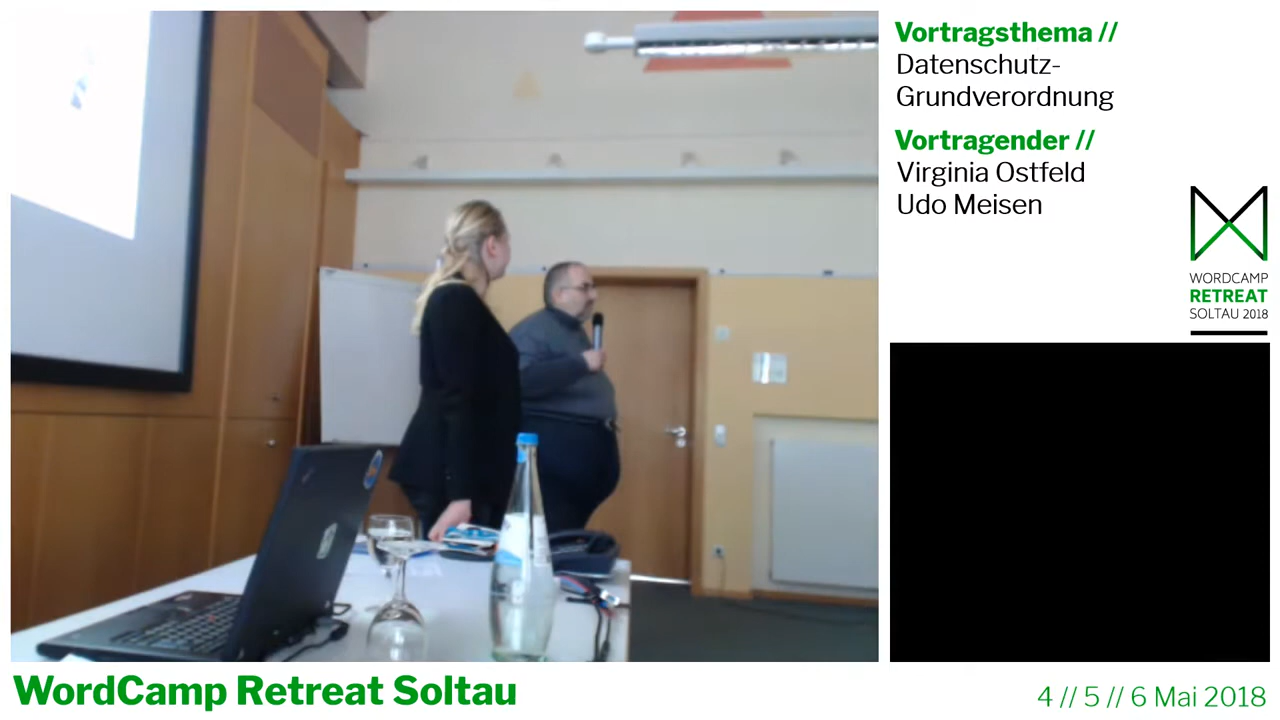 Vortragsthema //
Datenschutz-
Grundverordnung
Vortragender //
Virginia Ostfeld
Udo Meisen
WORDCAMP
RETREAT
SOLTAU 2018
WordCamp Retreat Soltau
4 // 5 // 6 Mai 2018